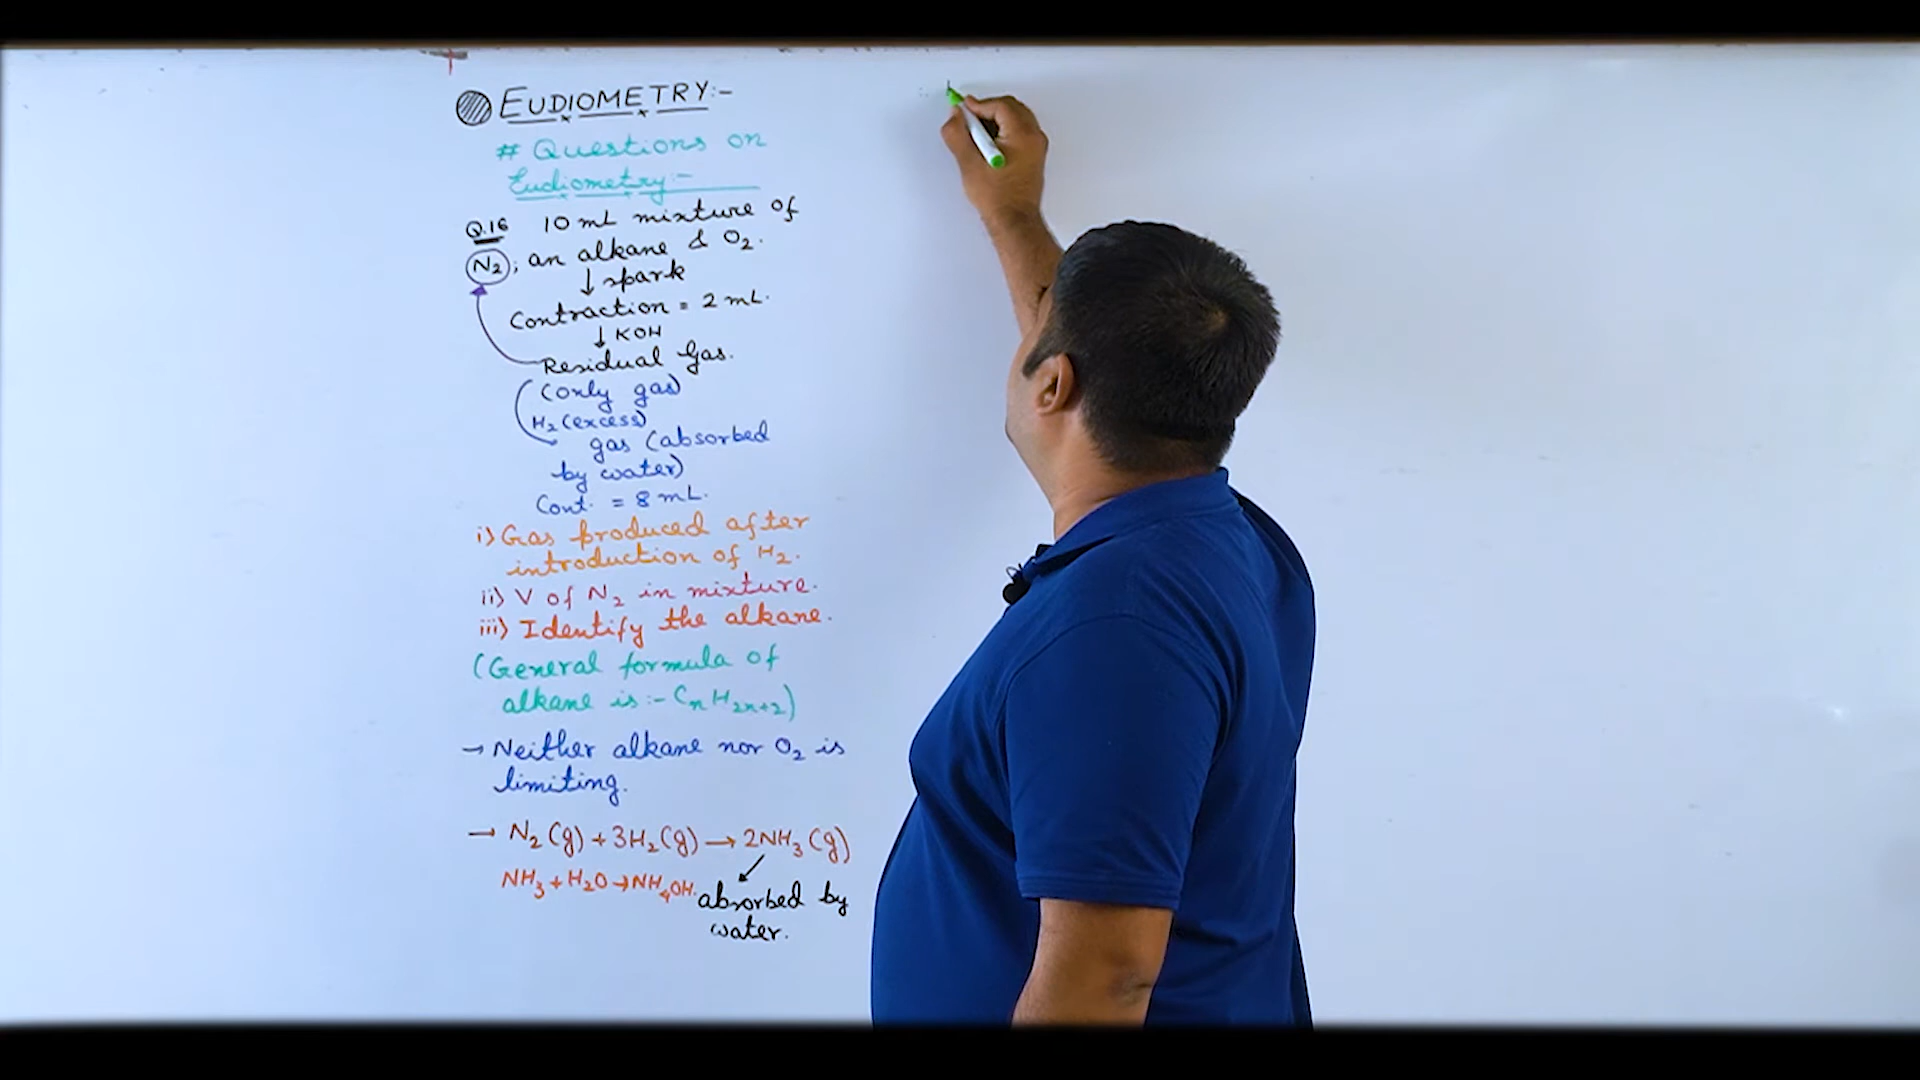 EUDIOMETRY:-
# Questions on
Eudiometry:-
Q.16 10 mL mixture of
N₂; an alkane & O₂.
↓ spark
Contraction = 2 mL.
↓ KOH
Residual Gas.
(only gas)
H₂ (excess)
gas (absorbed
by water)
Cont. = 8 mL.
i) Gas produced after
introduction of H₂.
ii) V of N₂ in mixture.
iii) Identify the alkane.
(General formula of
alkane is :- CₙH₂ₙ₊₂)
→ Neither alkane nor O₂ is
limiting.
→ N₂(g) + 3H₂(g) → 2NH₃(g)
NH₃ + H₂O → NH₄OH.
absorbed by
water.